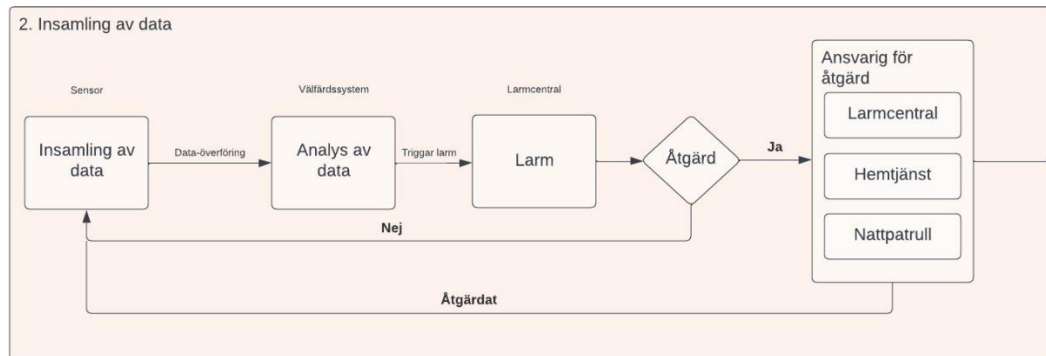 2. Insamling av data
Sensor
Välfärdssystem
Larmcentral
Insamling av
data
Data-överföring
Analys av
data
Triggar larm
Larm
Åtgärd
Ja
Nej
Åtgärdat
Ansvarig för
åtgärd
Larmcentral
Hemtjänst
Nattpatrull